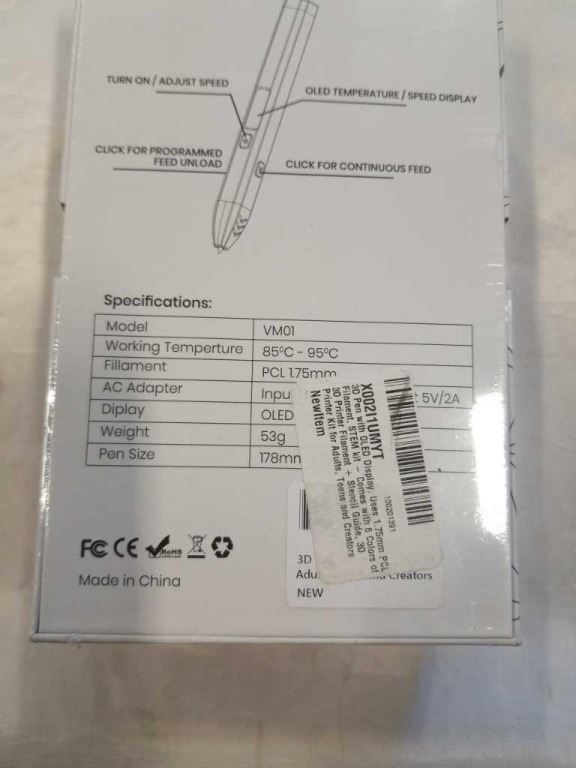 TURN ON / ADJUST SPEED
OLED TEMPERATURE / SPEED DISPLAY
CLICK FOR PROGRAMMED
FEED UNLOAD
CLICK FOR CONTINUOUS FEED
Specifications:
Model VM01
Working Temperture 85°C - 95°C
Fillament PCL 1.75mm
AC Adapter Inpu 5V/2A
Diplay OLED
Weight 53g
Pen Size 178mm
X002I1UMYT
100201391
3D Pen with OLED Display, Uses 1.75mm PCL
Filament, STEM kit - Comes with 6 Colors of
3D Printer Filament + Stencil Guide, 3D
Printer Kit for Adults, Teens and Creators
NewItem
FC CE RoHS
Made in China
3D
Adu Creators
NEW